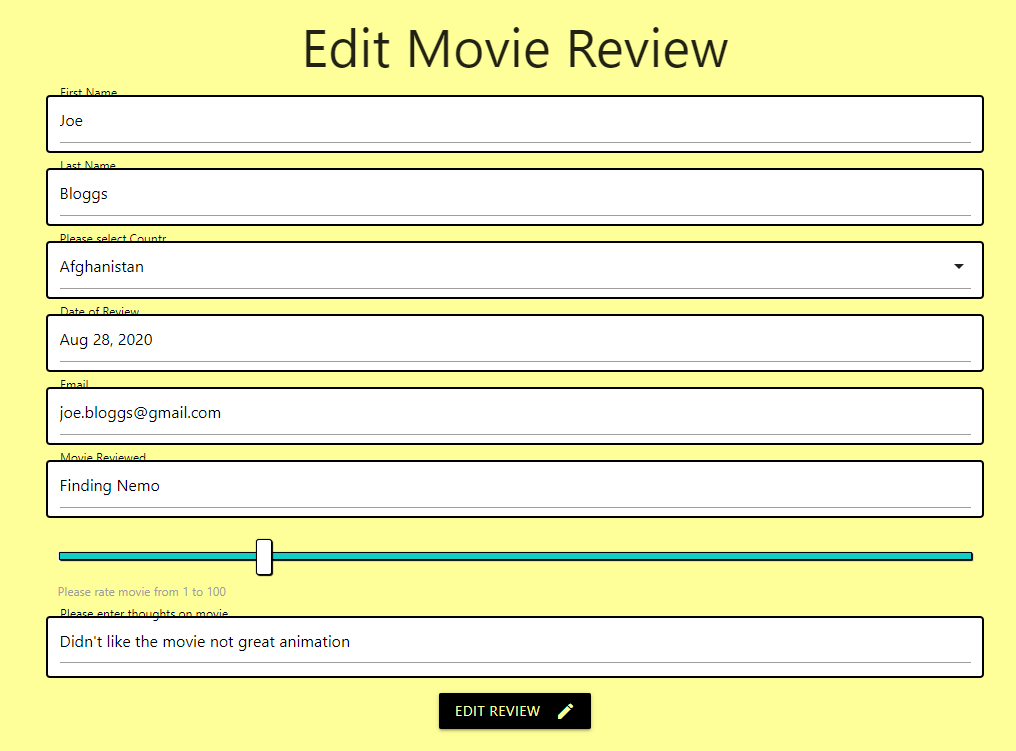 Edit Movie Review
First Name
Joe
Last Name
Bloggs
Please select Countr
Afghanistan
Date of Review
Aug 28, 2020
Email
joe.bloggs@gmail.com
Movie Reviewed
Finding Nemo
Please rate movie from 1 to 100
Please enter thoughts on movie
Didn't like the movie not great animation
EDIT REVIEW